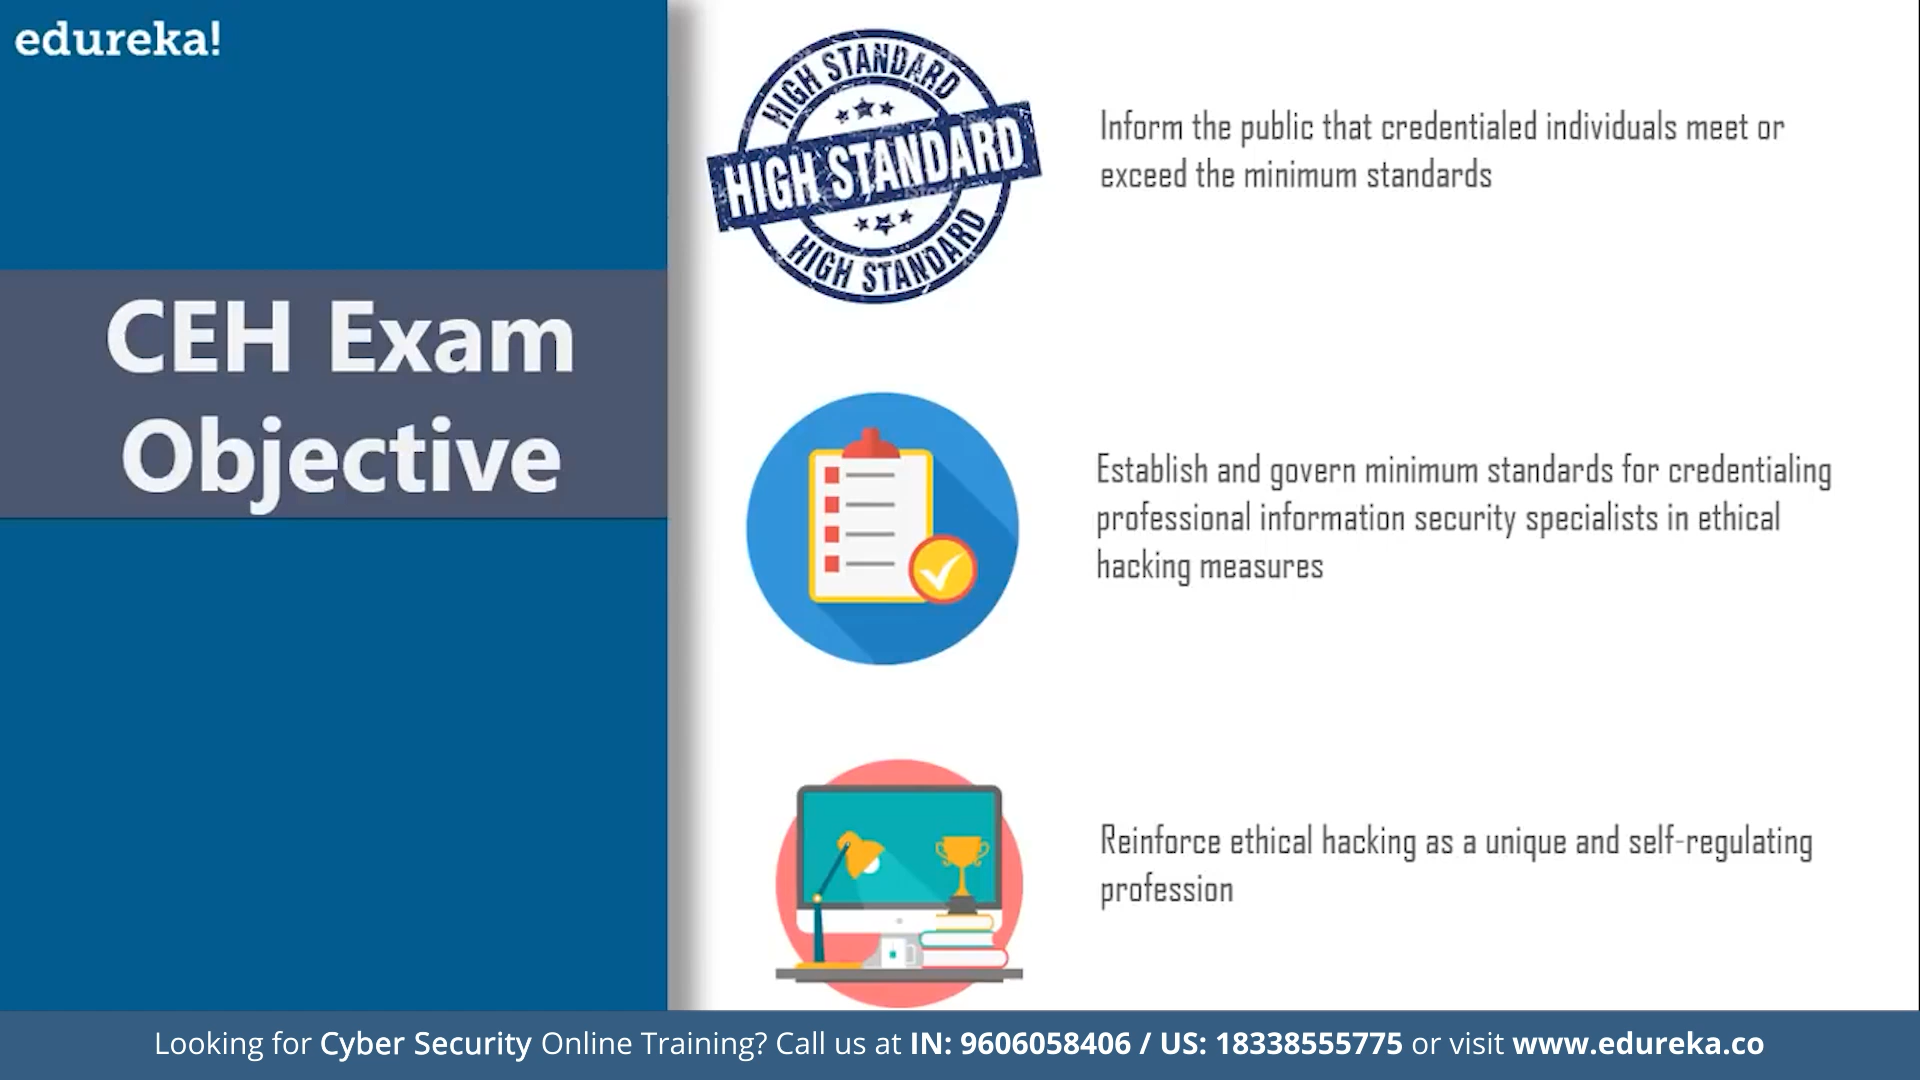 edureka!
CEH Exam
Objective
HIGH STANDARD
HIGH STANDARD
HIGH STANDARD
Inform the public that credentialed individuals meet or
exceed the minimum standards
Establish and govern minimum standards for credentialing
professional information security specialists in ethical
hacking measures
Reinforce ethical hacking as a unique and self-regulating
profession
Looking for Cyber Security Online Training? Call us at IN: 9606058406 / US: 18338555775 or visit www.edureka.co